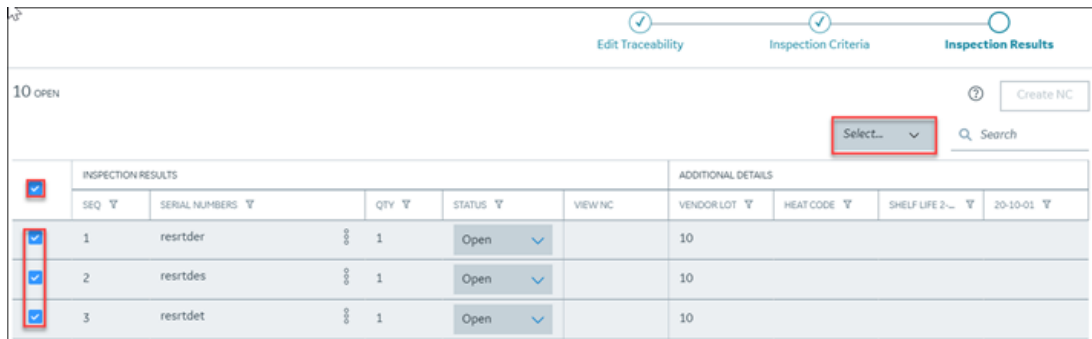 Edit Traceability Inspection Criteria Inspection Results
10 OPEN Create NC
Select... Search
INSPECTION RESULTS ADDITIONAL DETAILS
SEQ SERIAL NUMBERS QTY STATUS VIEW NC VENDOR LOT HEAT CODE SHELF LIFE 2-... 20-10-01
1 resrtder 1 Open 10
2 resrtdes 1 Open 10
3 resrtdet 1 Open 10